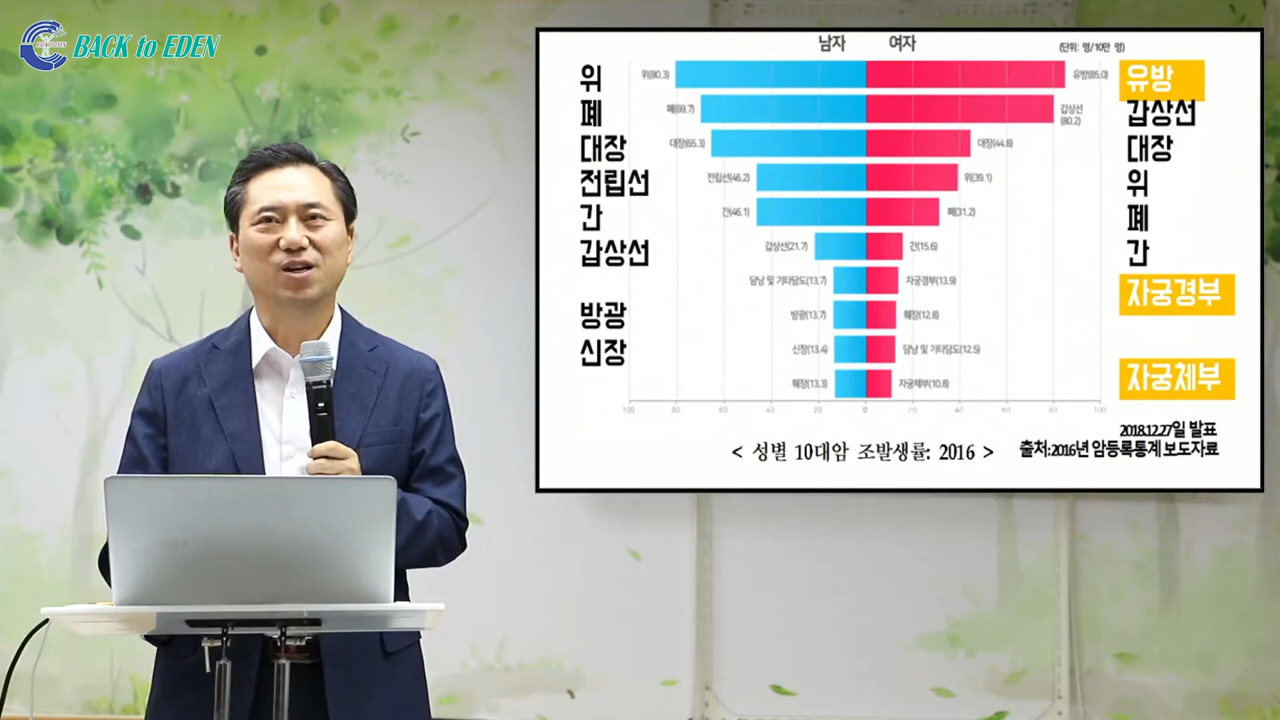 BACK to EDEN
남자 여자
(단위: 명/10만 명)
위 위(80.3) 유방(85.0) 유방
폐 폐(69.7) 갑상선 갑상선
(80.2)
대장 대장(65.3) 대장(44.8) 대장
전립선 전립선(46.2) 위(39.1) 위
간 간(46.1) 폐(31.2) 폐
갑상선 갑상선(21.7) 간(15.6) 간
담낭 및 기타담도(13.7) 자궁경부(13.9) 자궁경부
방광 방광(13.7) 췌장(12.8)
신장 신장(13.4) 담낭 및 기타담도(12.5)
췌장(13.3) 자궁체부(10.8) 자궁체부
100 80 60 40 20 0 20 40 60 80 100
2018.12.27일 발표
< 성별 10대암 조발생률: 2016 > 출처:2016년 암등록통계 보도자료